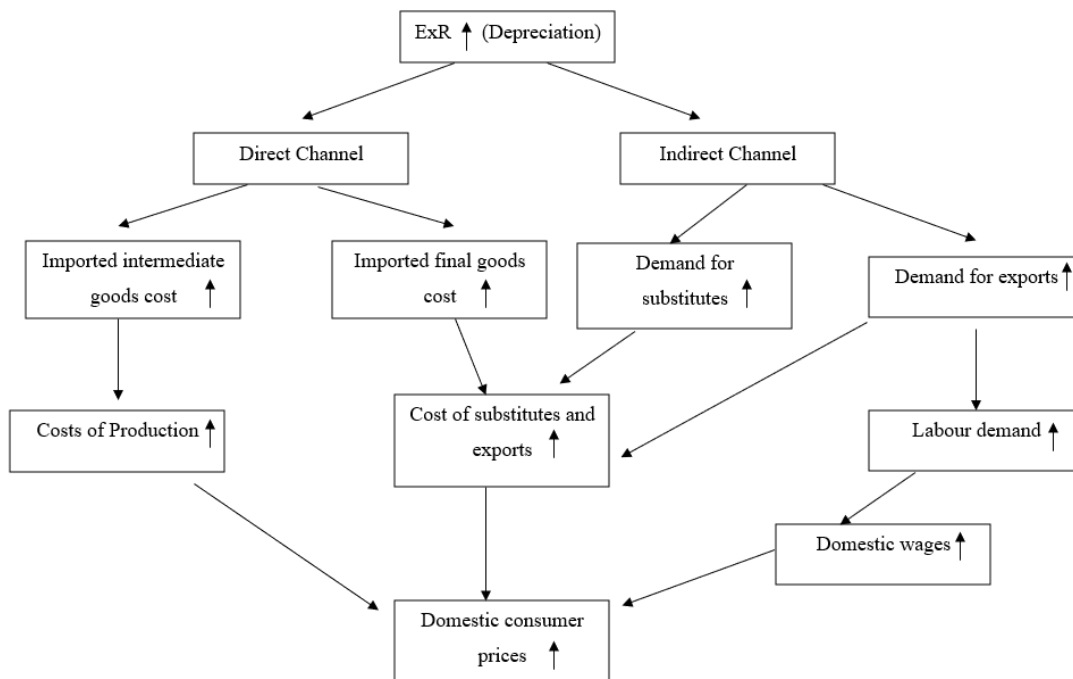 ExR ↑ (Depreciation)
Direct Channel
Indirect Channel
Imported intermediate
goods cost ↑
Imported final goods
cost ↑
Demand for
substitutes ↑
Demand for exports ↑
Costs of Production ↑
Cost of substitutes and
exports ↑
Labour demand ↑
Domestic wages ↑
Domestic consumer
prices ↑